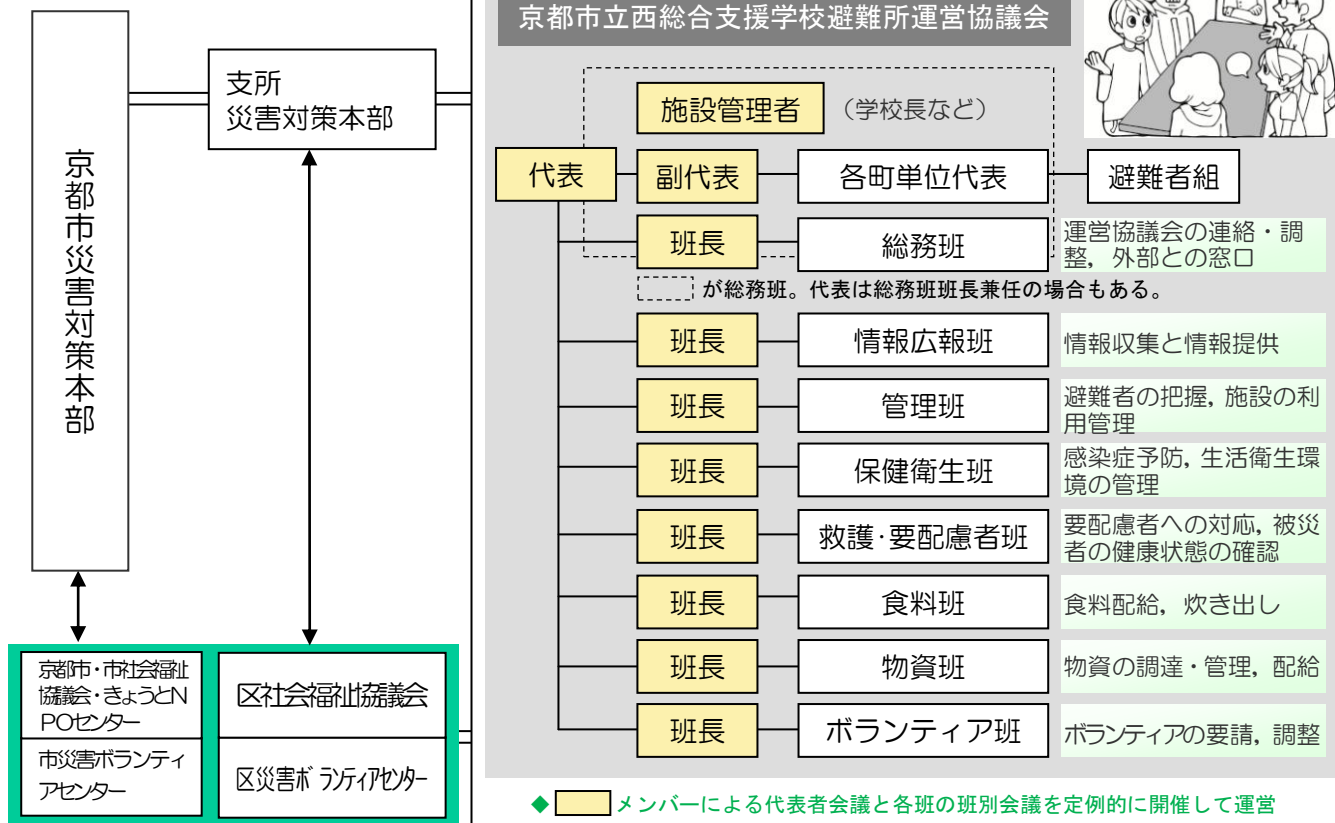 京都市災害対策本部
支所
災害対策本部
京都市・市社会福祉
協議会・きょうとN
POセンター
市災害ボランティ
アセンター
区社会福祉協議会
区災害ボランティアセンター
京都市立西総合支援学校避難所運営協議会
施設管理者
（学校長など）
代表
副代表
各町単位代表
避難者組
班長
総務班
運営協議会の連絡・調
整，外部との窓口
が総務班。代表は総務班班長兼任の場合もある。
班長
情報広報班
情報収集と情報提供
班長
管理班
避難者の把握，施設の利
用管理
班長
保健衛生班
感染症予防，生活衛生環
境の管理
班長
救護・要配慮者班
要配慮者への対応，被災
者の健康状態の確認
班長
食料班
食料配給，炊き出し
班長
物資班
物資の調達・管理，配給
班長
ボランティア班
ボランティアの要請，調整
◆メンバーによる代表者会議と各班の班別会議を定例的に開催して運営